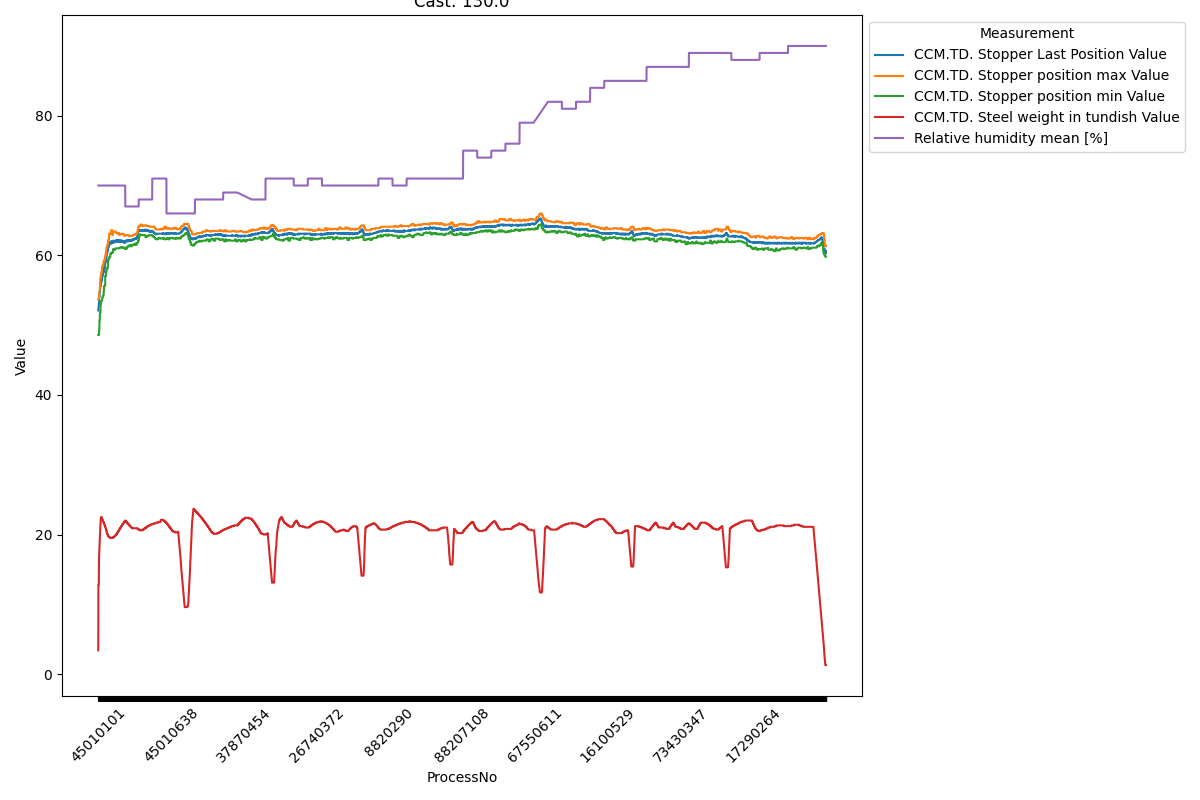 Cast: 130.0
Measurement
CCM.TD. Stopper Last Position Value
CCM.TD. Stopper position max Value
CCM.TD. Stopper position min Value
CCM.TD. Steel weight in tundish Value
Relative humidity mean [%]
Value
80
60
40
20
0
45010101
45010638
37870454
26740372
8820290
88207108
67550611
16100529
73430347
17290264
ProcessNo